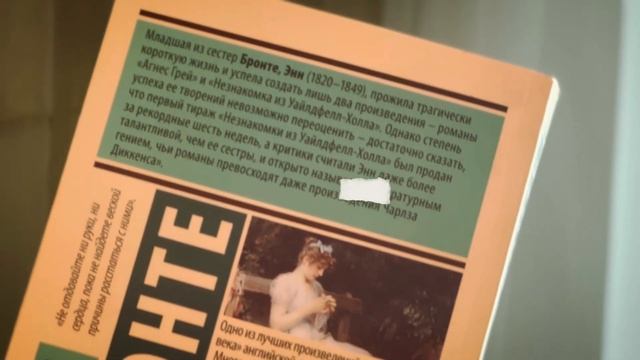 Младшая из сестер Бронте, Энн (1820–1849), прожила трагически
короткую жизнь и успела создать лишь два произведения – романы
«Агнес Грей» и «Незнакомка из Уайлдфелл-Холла». Однако степень
успеха ее творений невозможно переоценить – достаточно сказать,
что первый тираж «Незнакомки из Уайлдфелл-Холла» был продан
за рекордные шесть недель, а критики считали Энн даже более
талантливой, чем ее сестры, и открыто
гением, чьи романы превосходят даже Чарлза
Диккенса».
«Не отдавайте ни руки, ни
сердца, пока не найдете веской
причины расстаться с ними».
ОНТЕ
Одно из лучших
века» английской